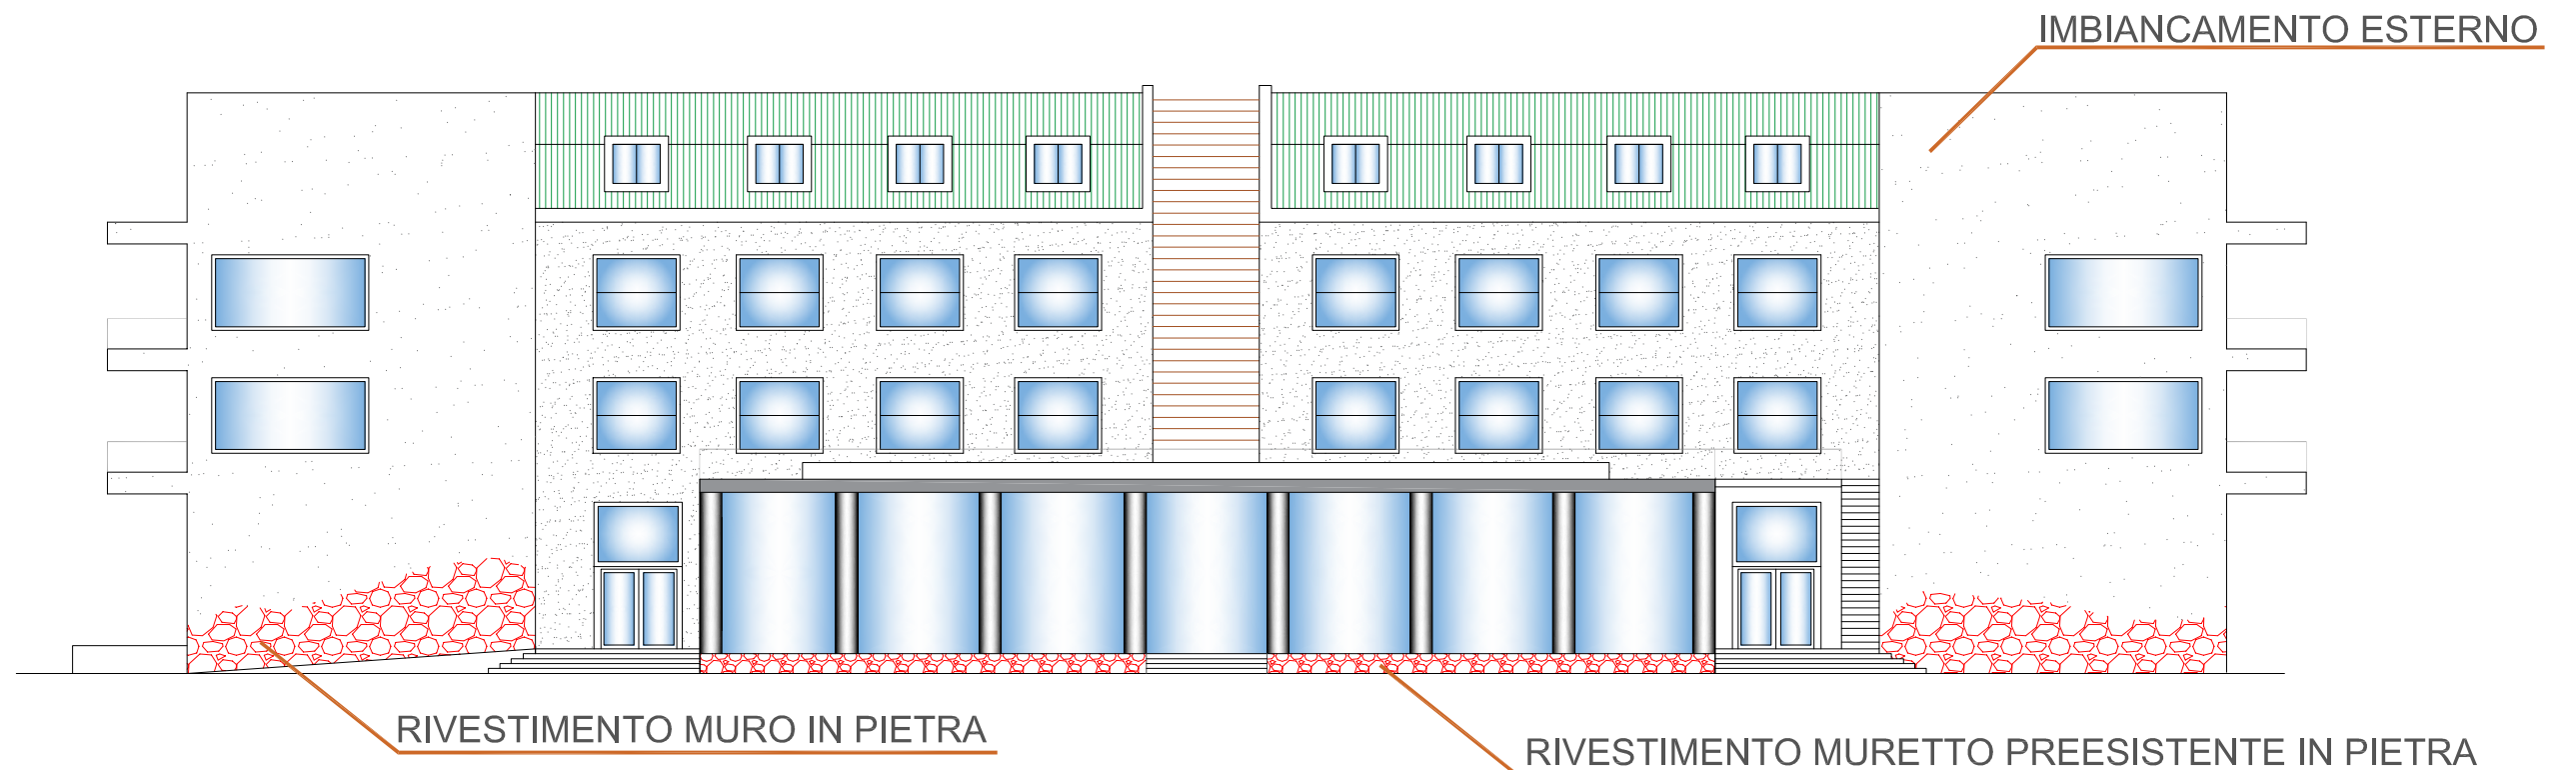 IMBIANCAMENTO ESTERNO
RIVESTIMENTO MURO IN PIETRA
RIVESTIMENTO MURETTO PREESISTENTE IN PIETRA